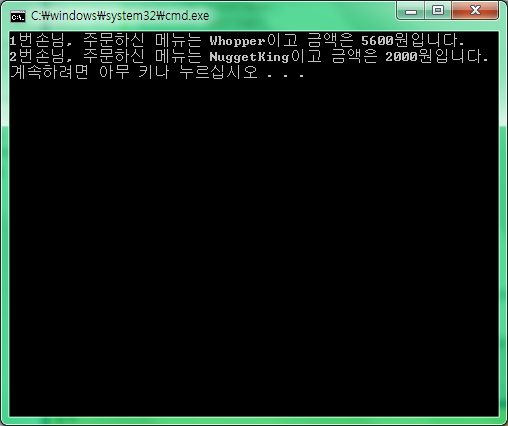 C:₩windows₩system32₩cmd.exe
1번손님, 주문하신 메뉴는 Whopper이고 금액은 5600원입니다.
2번손님, 주문하신 메뉴는 NuggetKing이고 금액은 2000원입니다.
계속하려면 아무 키나 누르십시오 . . .